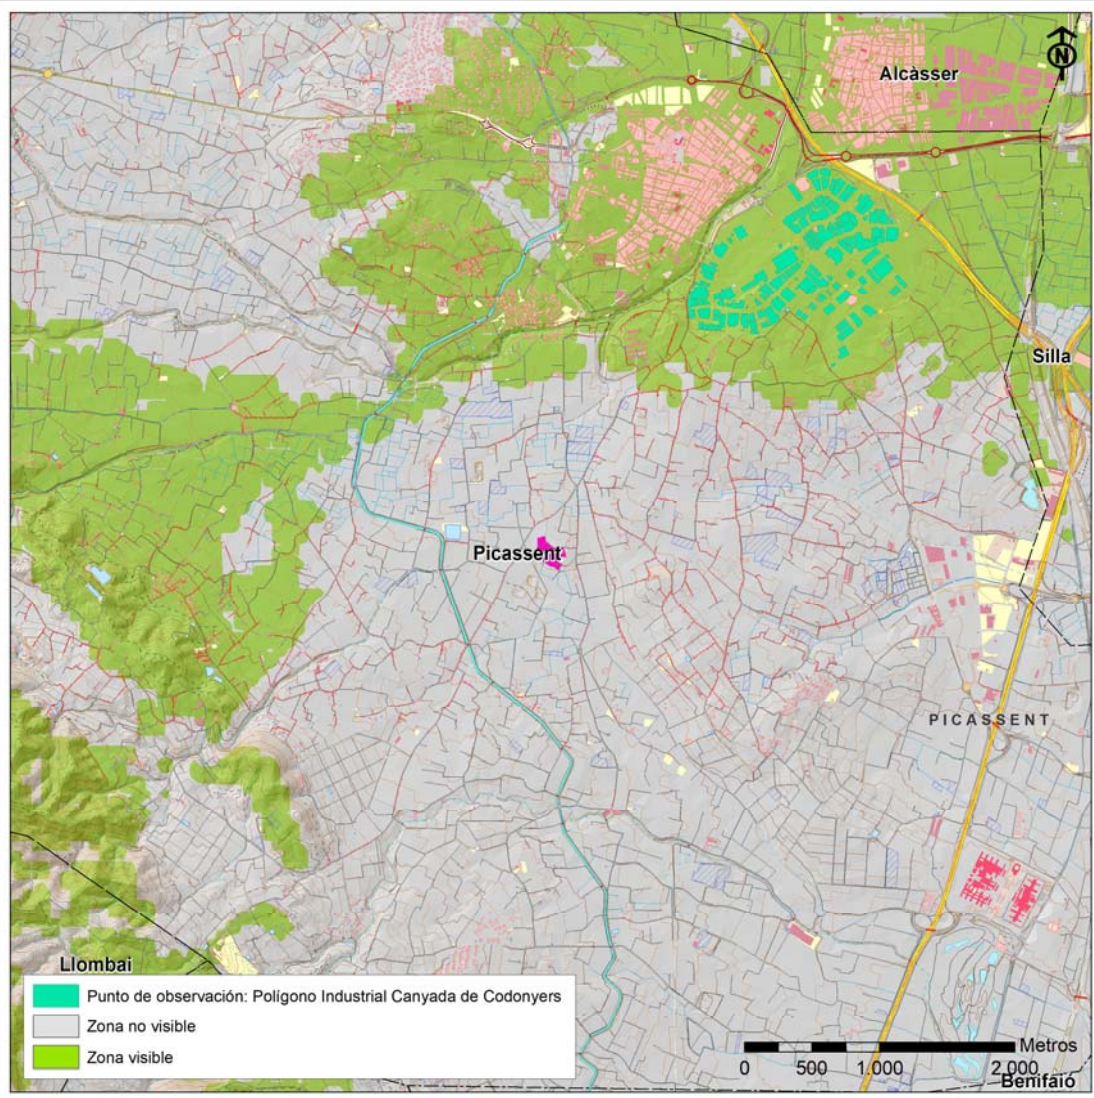 N
Alcàsser
Silla
Picassent
PICASSENT
Llombai
Punto de observación: Polígono Industrial Canyada de Codonyers
Zona no visible
Zona visible
Metros
0 500 1.000 2.000
Benifaió